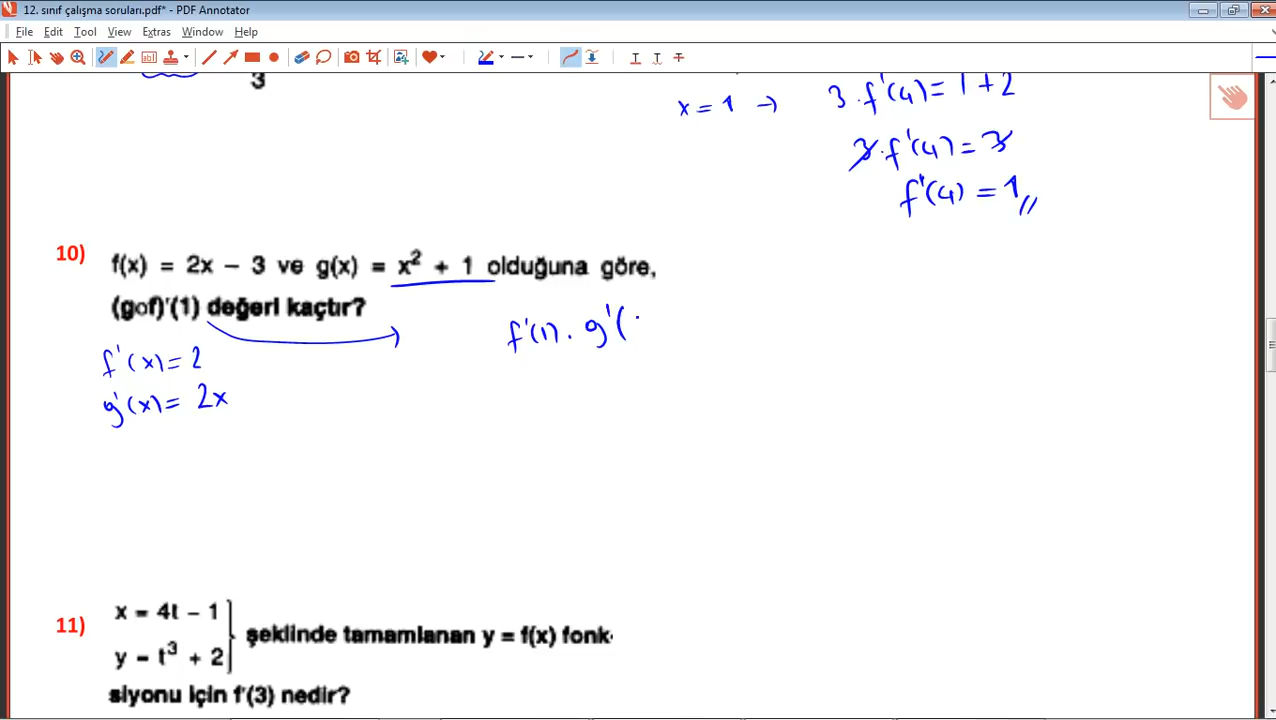 12. sınıf çalışma soruları.pdf* - PDF Annotator
File Edit Tool View Extras Window Help
3
3.f'(4)=1+2
x=1 →
3.f'(4)=3
f'(4)=1//
10) f(x) = 2x – 3 ve g(x) = x² + 1 olduğuna göre,
(gof)'(1) değeri kaçtır?
f'(1). g'(
f'(x)=2
g'(x)= 2x
11) x = 4t – 1
y = t³ + 2 } şeklinde tamamlanan y = f(x) fonk-
siyonu için f'(3) nedir?